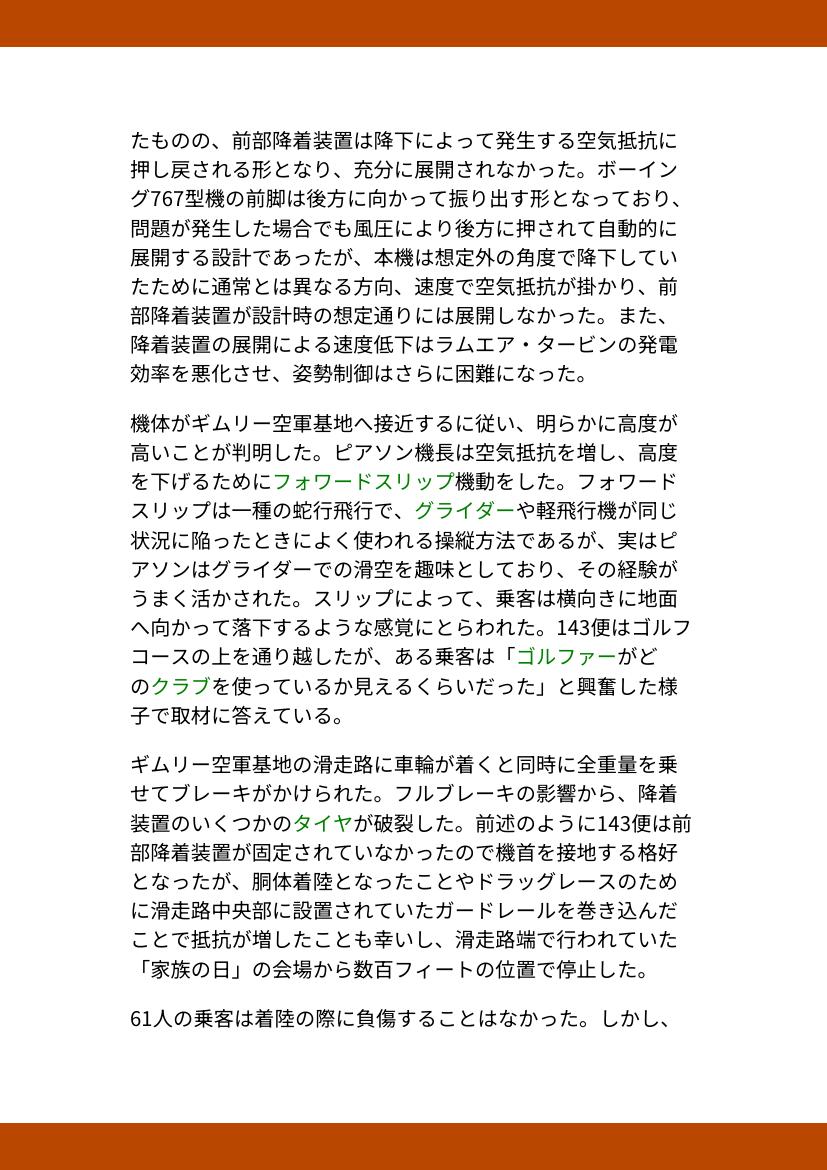 たものの、前部降着装置は降下によって発生する空気抵抗に
押し戻される形となり、充分に展開されなかった。ボーイン
グ767型機の前脚は後方に向かって振り出す形となっており、
問題が発生した場合でも風圧により後方に押されて自動的に
展開する設計であったが、本機は想定外の角度で降下してい
たために通常とは異なる方向、速度で空気抵抗が掛かり、前
部降着装置が設計時の想定通りには展開しなかった。また、
降着装置の展開による速度低下はラムエア・タービンの発電
効率を悪化させ、姿勢制御はさらに困難になった。
機体がギムリー空軍基地へ接近するに従い、明らかに高度が
高いことが判明した。ピアソン機長は空気抵抗を増し、高度
を下げるためにフォワードスリップ機動をした。フォワード
スリップは一種の蛇行飛行で、グライダーや軽飛行機が同じ
状況に陥ったときによく使われる操縦方法であるが、実はピ
アソンはグライダーでの滑空を趣味としており、その経験が
うまく活かされた。スリップによって、乗客は横向きに地面
へ向かって落下するような感覚にとらわれた。143便はゴルフ
コースの上を通り越したが、ある乗客は「ゴルファーがど
のクラブを使っているか見えるくらいだった」と興奮した様
子で取材に答えている。
ギムリー空軍基地の滑走路に車輪が着くと同時に全重量を乗
せてブレーキがかけられた。フルブレーキの影響から、降着
装置のいくつかのタイヤが破裂した。前述のように143便は前
部降着装置が固定されていなかったので機首を接地する格好
となったが、胴体着陸となったことやドラッグレースのため
に滑走路中央部に設置されていたガードレールを巻き込んだ
ことで抵抗が増したことも幸いし、滑走路端で行われていた
「家族の日」の会場から数百フィートの位置で停止した。
61人の乗客は着陸の際に負傷することはなかった。しかし、